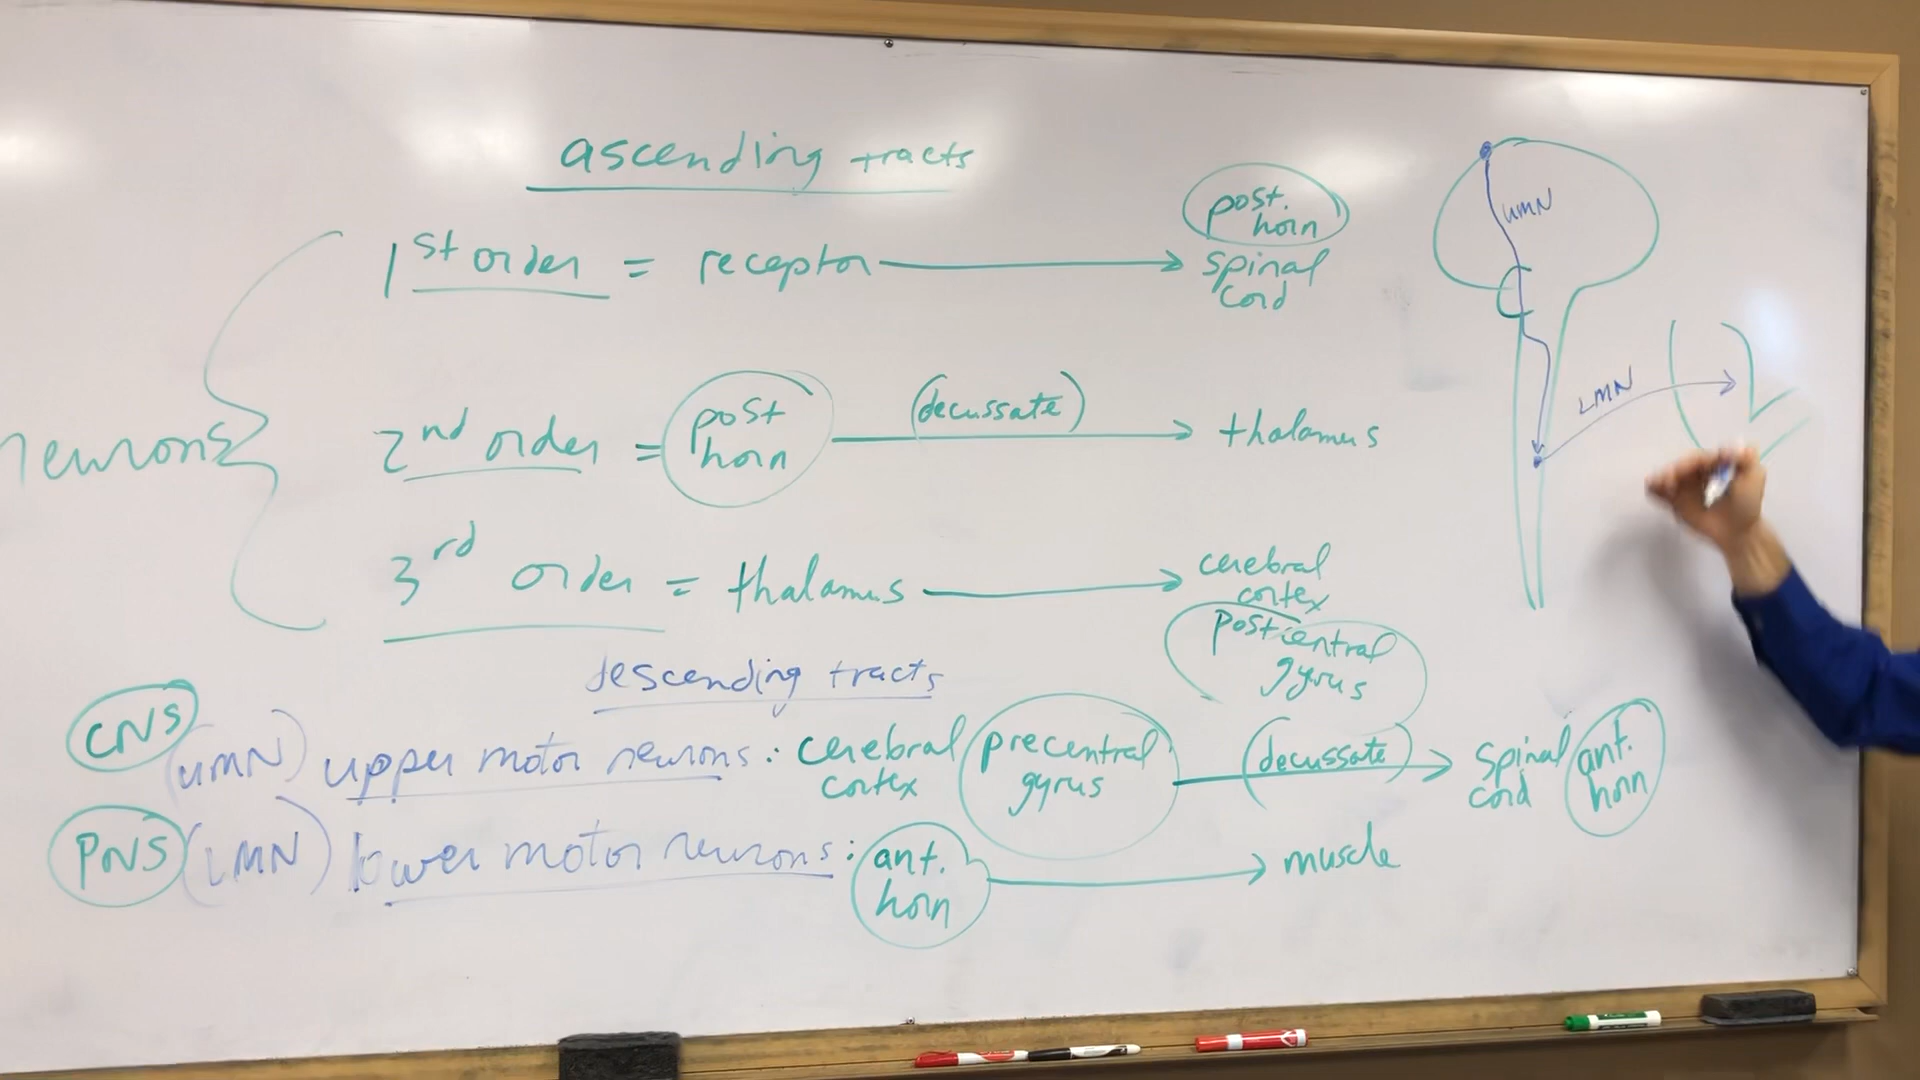 ascending tracts
neurons
1st order = receptor → post. horn
spinal cord
2nd order = post horn (decussate) → thalamus
3rd order = thalamus → cerebral cortex
postcentral gyrus
descending tracts
CNS (UMN) upper motor neurons: cerebral cortex precentral gyrus (decussate) → spinal cord ant. horn
PNS (LMN) lower motor neurons: ant. horn → muscle
UMN
LMN